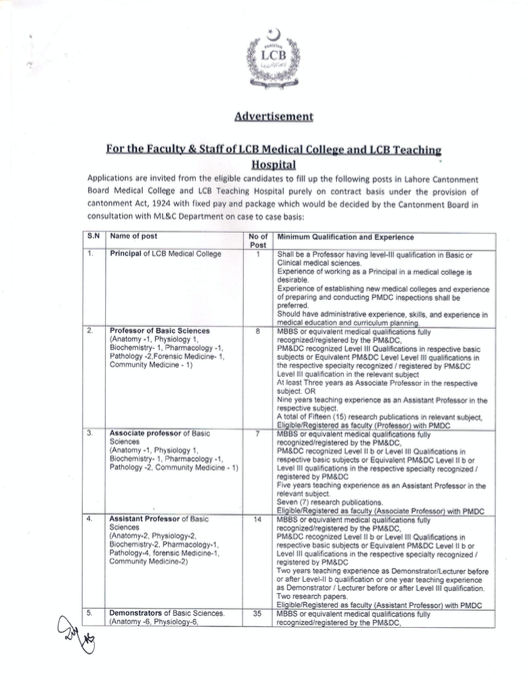 LCB
Advertisement
For the Faculty & Staff of LCB Medical College and LCB Teaching
Hospital
Applications are invited from the eligible candidates to fill up the following posts in Lahore Cantonment
Board Medical College and LCB Teaching Hospital purely on contract basis under the provision of
cantonment Act, 1924 with fixed pay and package which would be decided by the Cantonment Board in
consultation with ML&C Department on case to case basis:
S.N Name of post No of Post Minimum Qualification and Experience
1. Principal of LCB Medical College 1 Shall be a Professor having level-III qualification in Basic or
Clinical medical sciences.
Experience of working as a Principal in a medical college is
desirable.
Experience of establishing new medical colleges and experience
of preparing and conducting PMDC inspections shall be
preferred.
Should have administrative experience, skills, and experience in
medical education and curriculum planning.
2. Professor of Basic Sciences
(Anatomy -1, Physiology 1,
Biochemistry- 1, Pharmacology -1,
Pathology -2,Forensic Medicine- 1,
Community Medicine - 1)
8
MBBS or equivalent medical qualifications fully
recognized/registered by the PM&DC.
PM&DC recognized Level III Qualifications in respective basic
subjects or Equivalent PM&DC Level Level III qualifications in
the respective specialty recognized / registered by PM&DC
Level III qualification in the relevant subject
At least Three years as Associate Professor in the respective
subject. OR
Nine years teaching experience as an Assistant Professor in the
respective subject.
A total of Fifteen (15) research publications in relevant subject,
Eligible/Registered as faculty (Professor) with PMDC
3. Associate professor of Basic
Sciences
(Anatomy -1, Physiology 1,
Biochemistry- 1, Pharmacology -1,
Pathology -2, Community Medicine - 1)
7
MBBS or equivalent medical qualifications fully
recognized/registered by the PM&DC,
PM&DC recognized Level II b or Level III Qualifications in
respective basic subjects or Equivalent PM&DC Level II b or
Level III qualifications in the respective specialty recognized /
registered by PM&DC
Five years teaching experience as an Assistant Professor in the
relevant subject.
Seven (7) research publications.
Eligible/Registered as faculty (Associate Professor) with PMDC
4. Assistant Professor of Basic
Sciences
(Anatomy-2, Physiology-2,
Biochemistry-2, Pharmacology-1,
Pathology-4, forensic Medicine-1,
Community Medicine-2)
14
MBBS or equivalent medical qualifications fully
recognized/registered by the PM&DC,
PM&DC recognized Level II b or Level III Qualifications in
respective basic subjects or Equivalent PM&DC Level II b or
Level III qualifications in the respective specialty recognized /
registered by PM&DC
Two years teaching experience as Demonstrator/Lecturer before
or after Level-II b qualification or one year teaching experience
as Demonstrator / Lecturer before or after Level III qualification.
Two research papers.
Eligible/Registered as faculty (Assistant Professor) with PMDC
5. Demonstrators of Basic Sciences.
(Anatomy -6, Physiology-6,
35
MBBS or equivalent medical qualifications fully
recognized/registered by the PM&DC,